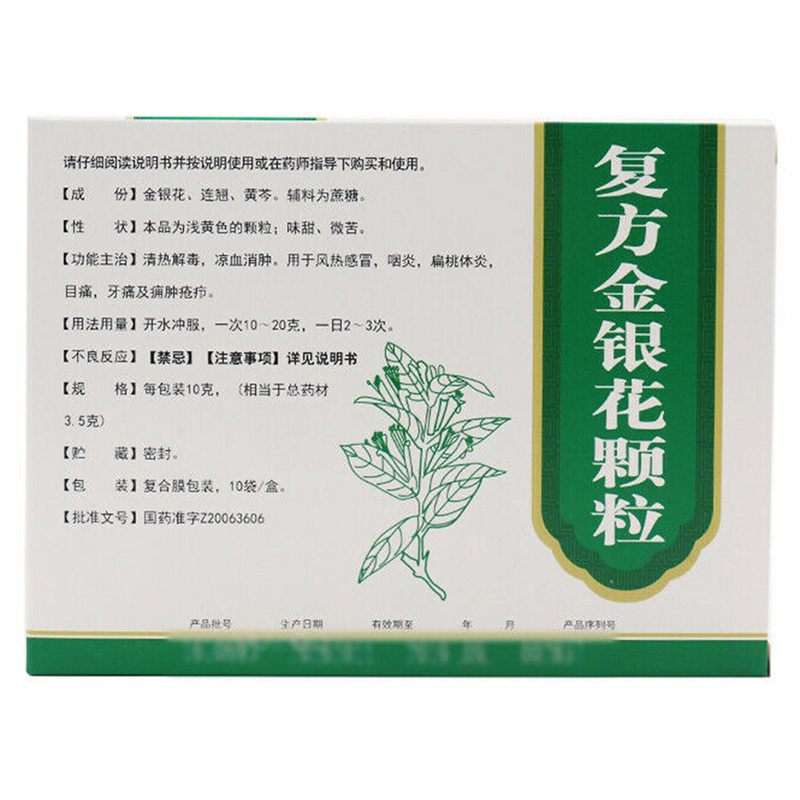 请仔细阅读说明书并按说明使用或在药师指导下购买和使用。
【成 份】金银花、连翘、黄芩。辅料为蔗糖。
【性 状】本品为浅黄色的颗粒；味甜、微苦。
【功能主治】清热解毒，凉血消肿。用于风热感冒，咽炎，扁桃体炎，
目痛，牙痛及痈肿疮疖。
【用法用量】开水冲服，一次10～20克，一日2～3次。
【不良反应】【禁忌】【注意事项】详见说明书
【规 格】每包装10克，(相当于总药材
3.5克)
【贮 藏】密封。
【包 装】复合膜包装，10袋/盒。
【批准文号】国药准字Z20063606
产品批号 生产日期 有效期至 年 月 产品序列号
复方金银花颗粒